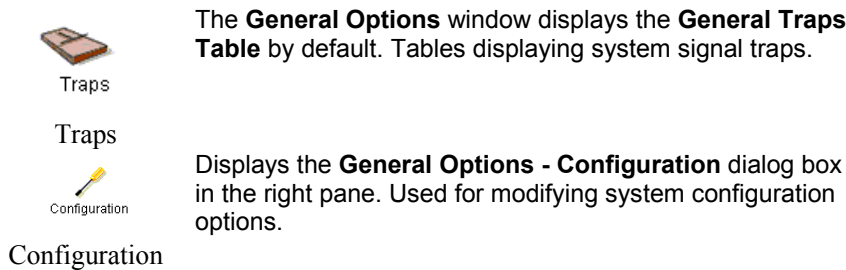 The General Options window displays the General Traps
Table by default. Tables displaying system signal traps.
Traps
Traps
Displays the General Options - Configuration dialog box
in the right pane. Used for modifying system configuration
options.
Configuration
Configuration